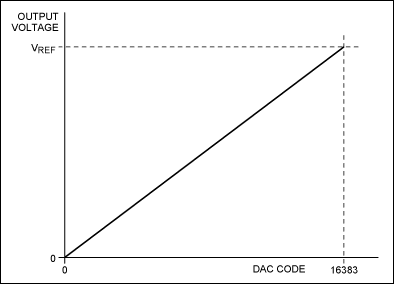 OUTPUT
VOLTAGE
VREF
0
0
DAC CODE
16383